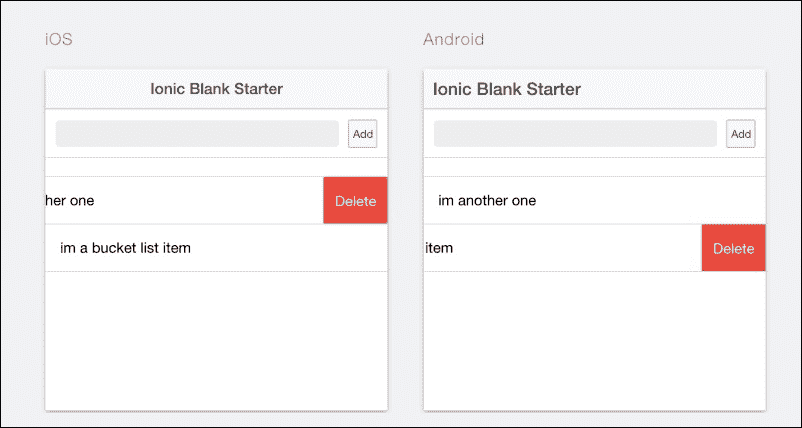 iOS
Android
Ionic Blank Starter
Ionic Blank Starter
Add
Add
her one
Delete
im another one
im a bucket list item
item
Delete